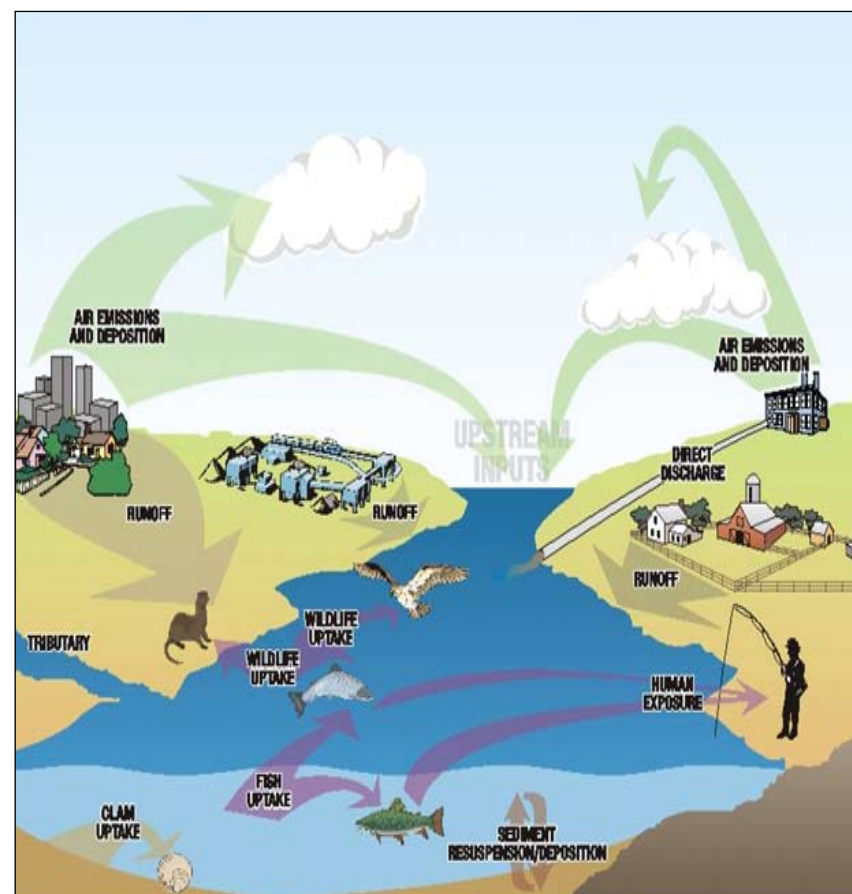 AIR EMISSIONS
AND DEPOSITION
AIR EMISSIONS
AND DEPOSITION
UPSTREAM
INPUTS
DIRECT
DISCHARGE
RUNOFF
RUNOFF
RUNOFF
WILDLIFE
UPTAKE
TRIBUTARY
WILDLIFE
UPTAKE
HUMAN
EXPOSURE
FISH
UPTAKE
CLAM
UPTAKE
SEDIMENT
RESUSPENSION/DEPOSITION